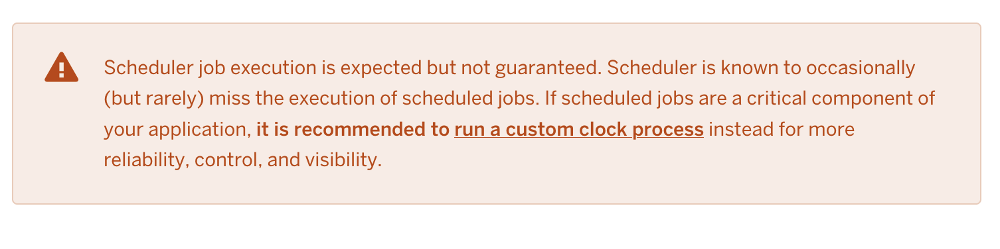 Scheduler job execution is expected but not guaranteed. Scheduler is known to occasionally
(but rarely) miss the execution of scheduled jobs. If scheduled jobs are a critical component of
your application, it is recommended to run a custom clock process instead for more
reliability, control, and visibility.